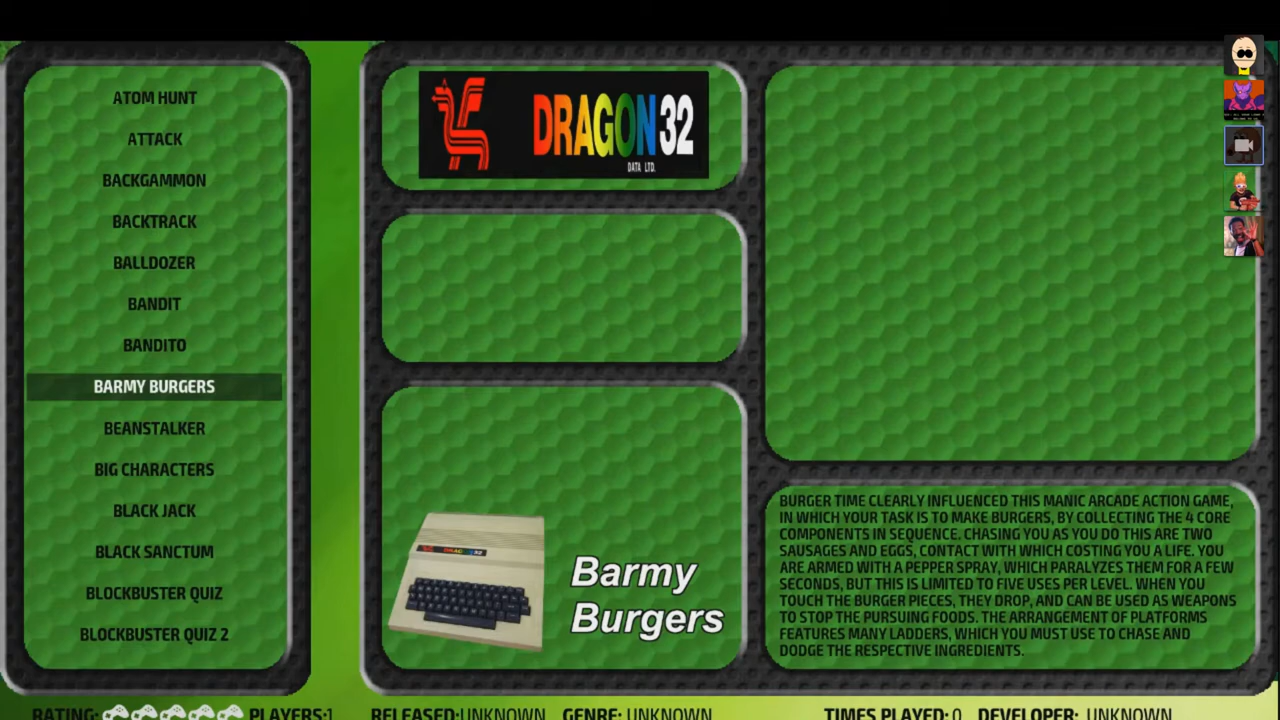 ATOM HUNT
ATTACK
BACKGAMMON
BACKTRACK
BALLDOZER
BANDIT
BANDITO
BARMY BURGERS
BEANSTALKER
BIG CHARACTERS
BLACK JACK
BLACK SANCTUM
BLOCKBUSTER QUIZ
BLOCKBUSTER QUIZ 2
DRAGON 32
DATA LTD.
Barmy
Burgers
BURGER TIME CLEARLY INFLUENCED THIS MANIC ARCADE ACTION GAME,
IN WHICH YOUR TASK IS TO MAKE BURGERS, BY COLLECTING THE 4 CORE
COMPONENTS IN SEQUENCE. CHASING YOU AS YOU DO THIS ARE TWO
SAUSAGES AND EGGS, CONTACT WITH WHICH COSTING YOU A LIFE. YOU
ARE ARMED WITH A PEPPER SPRAY, WHICH PARALYZES THEM FOR A FEW
SECONDS, BUT THIS IS LIMITED TO FIVE USES PER LEVEL. WHEN YOU
TOUCH THE BURGER PIECES, THEY DROP, AND CAN BE USED AS WEAPONS
TO STOP THE PURSUING FOODS. THE ARRANGEMENT OF PLATFORMS
FEATURES MANY LADDERS, WHICH YOU MUST USE TO CHASE AND
DODGE THE RESPECTIVE INGREDIENTS.
RATING: PLAYERS:1 RELEASED:UNKNOWN GENRE: UNKNOWN TIMES PLAYED: 0 DEVELOPER: UNKNOWN